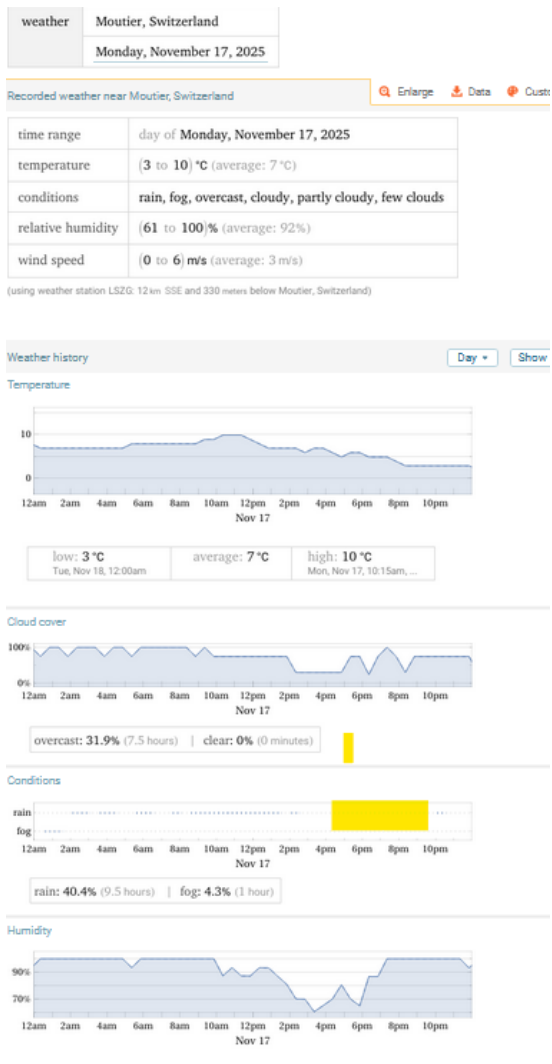 weather
Moutier, Switzerland
Monday, November 17, 2025
Recorded weather near Moutier, Switzerland
Enlarge
Data
time range
day of Monday, November 17, 2025
temperature
(3 to 10) °C (average: 7 °C)
conditions
rain, fog, overcast, cloudy, partly cloudy, few clouds
relative humidity
(61 to 100)% (average: 92%)
wind speed
(0 to 6) m/s (average: 3 m/s)
(using weather station LSZG: 12 km SSE and 330 meters below Moutier, Switzerland)
Weather history
Day
Show
Temperature
10
0
12am 2am 4am 6am 8am 10am 12pm 2pm 4pm 6pm 8pm 10pm
Nov 17
low: 3 °C
Tue, Nov 18, 12:00am
average: 7 °C
high: 10 °C
Mon, Nov 17, 10:15am, ...
Cloud cover
100%
0%
12am 2am 4am 6am 8am 10am 12pm 2pm 4pm 6pm 8pm 10pm
Nov 17
overcast: 31.9% (7.5 hours) | clear: 0% (0 minutes)
Conditions
rain
fog
12am 2am 4am 6am 8am 10am 12pm 2pm 4pm 6pm 8pm 10pm
Nov 17
rain: 40.4% (9.5 hours) | fog: 4.3% (1 hour)
Humidity
90%
70%
12am 2am 4am 6am 8am 10am 12pm 2pm 4pm 6pm 8pm 10pm
Nov 17